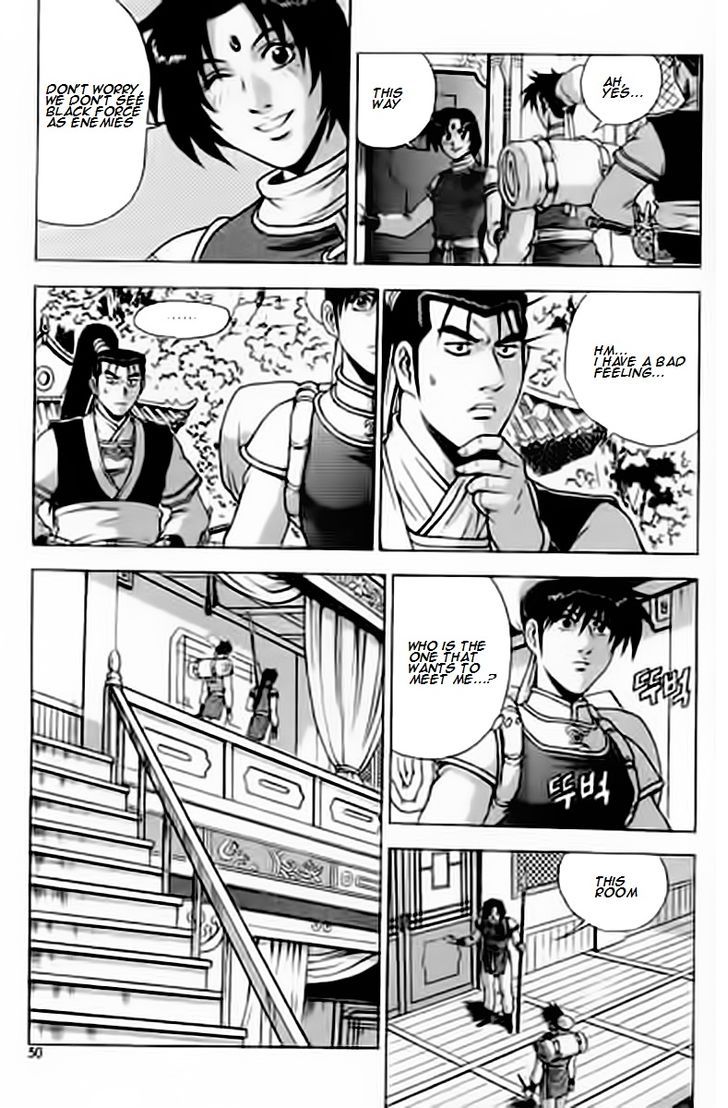 DON'T WORRY,
WE DON'T SEE
BLACK FORCE
AS ENEMIES
THIS
WAY
AH,
YES...
......
HM...
I HAVE A BAD
FEELING...
WHO IS THE
ONE THAT
WANTS TO
MEET ME...?
뚜벅
뚜벅
THIS
ROOM
50